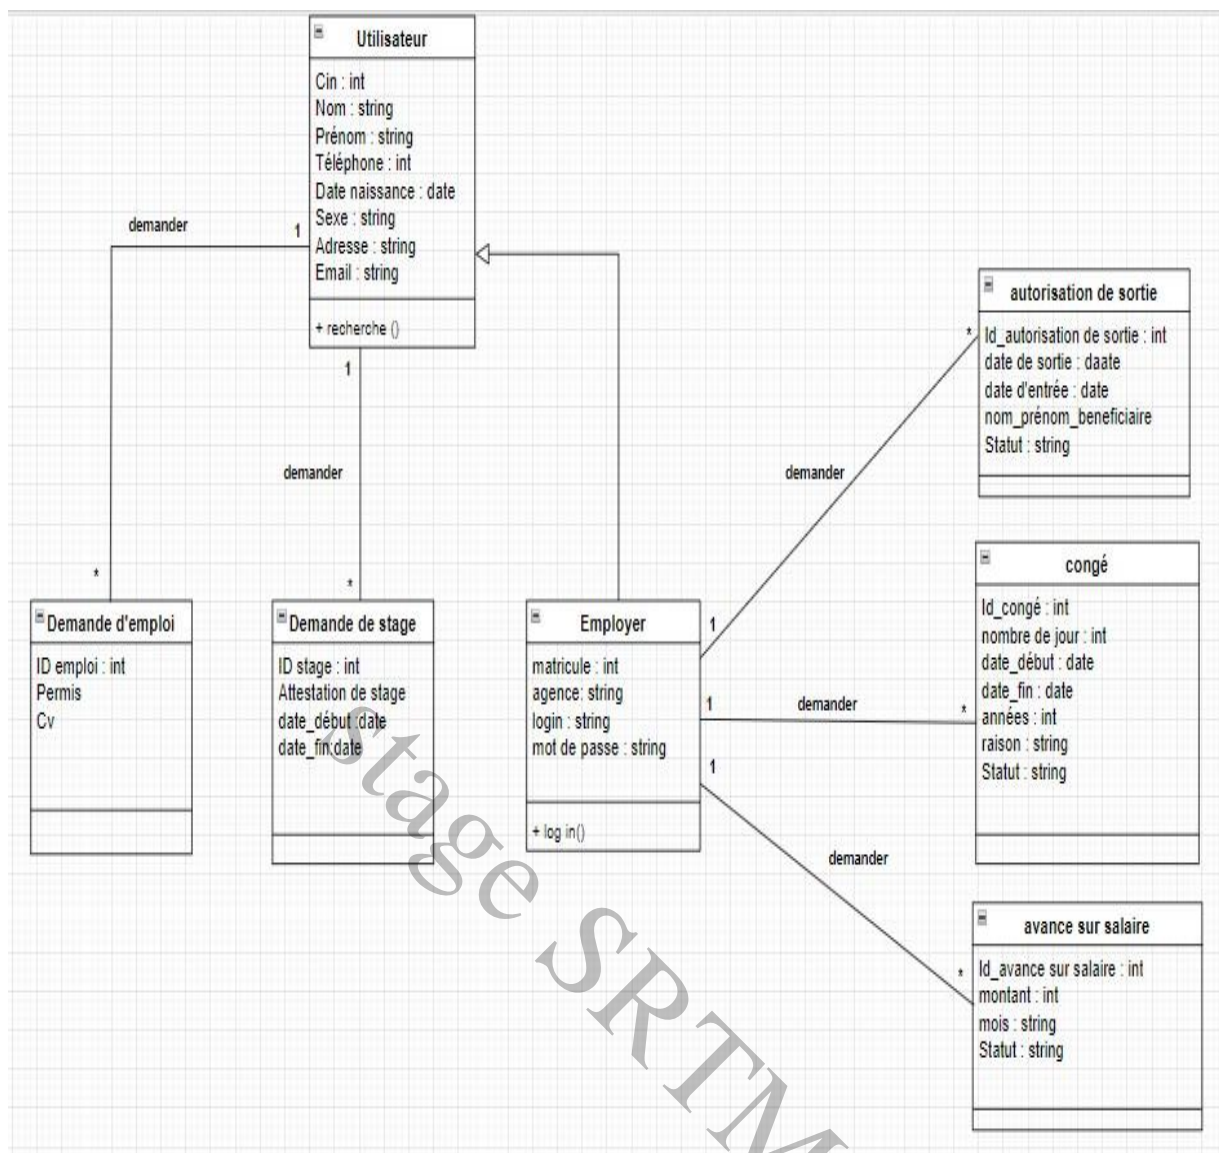 Utilisateur
Cin : int
Nom : string
Prénom : string
Téléphone : int
Date naissance : date
Sexe : string
Adresse : string
Email : string
+ recherche ()
demander
1
*
1
demander
*
Demande d'emploi
ID emploi : int
Permis
Cv
Demande de stage
ID stage : int
Attestation de stage
date_début :date
date_fin:date
Employer
matricule : int
agence: string
login : string
mot de passe : string
+ log in()
1
demander
*
1
demander
*
1
demander
*
autorisation de sortie
Id_autorisation de sortie : int
date de sortie : daate
date d'entrée : date
nom_prénom_beneficiaire
Statut : string
congé
Id_congé : int
nombre de jour : int
date_début : date
date_fin : date
années : int
raison : string
Statut : string
avance sur salaire
Id_avance sur salaire : int
montant : int
mois : string
Statut : string
stage SRTM